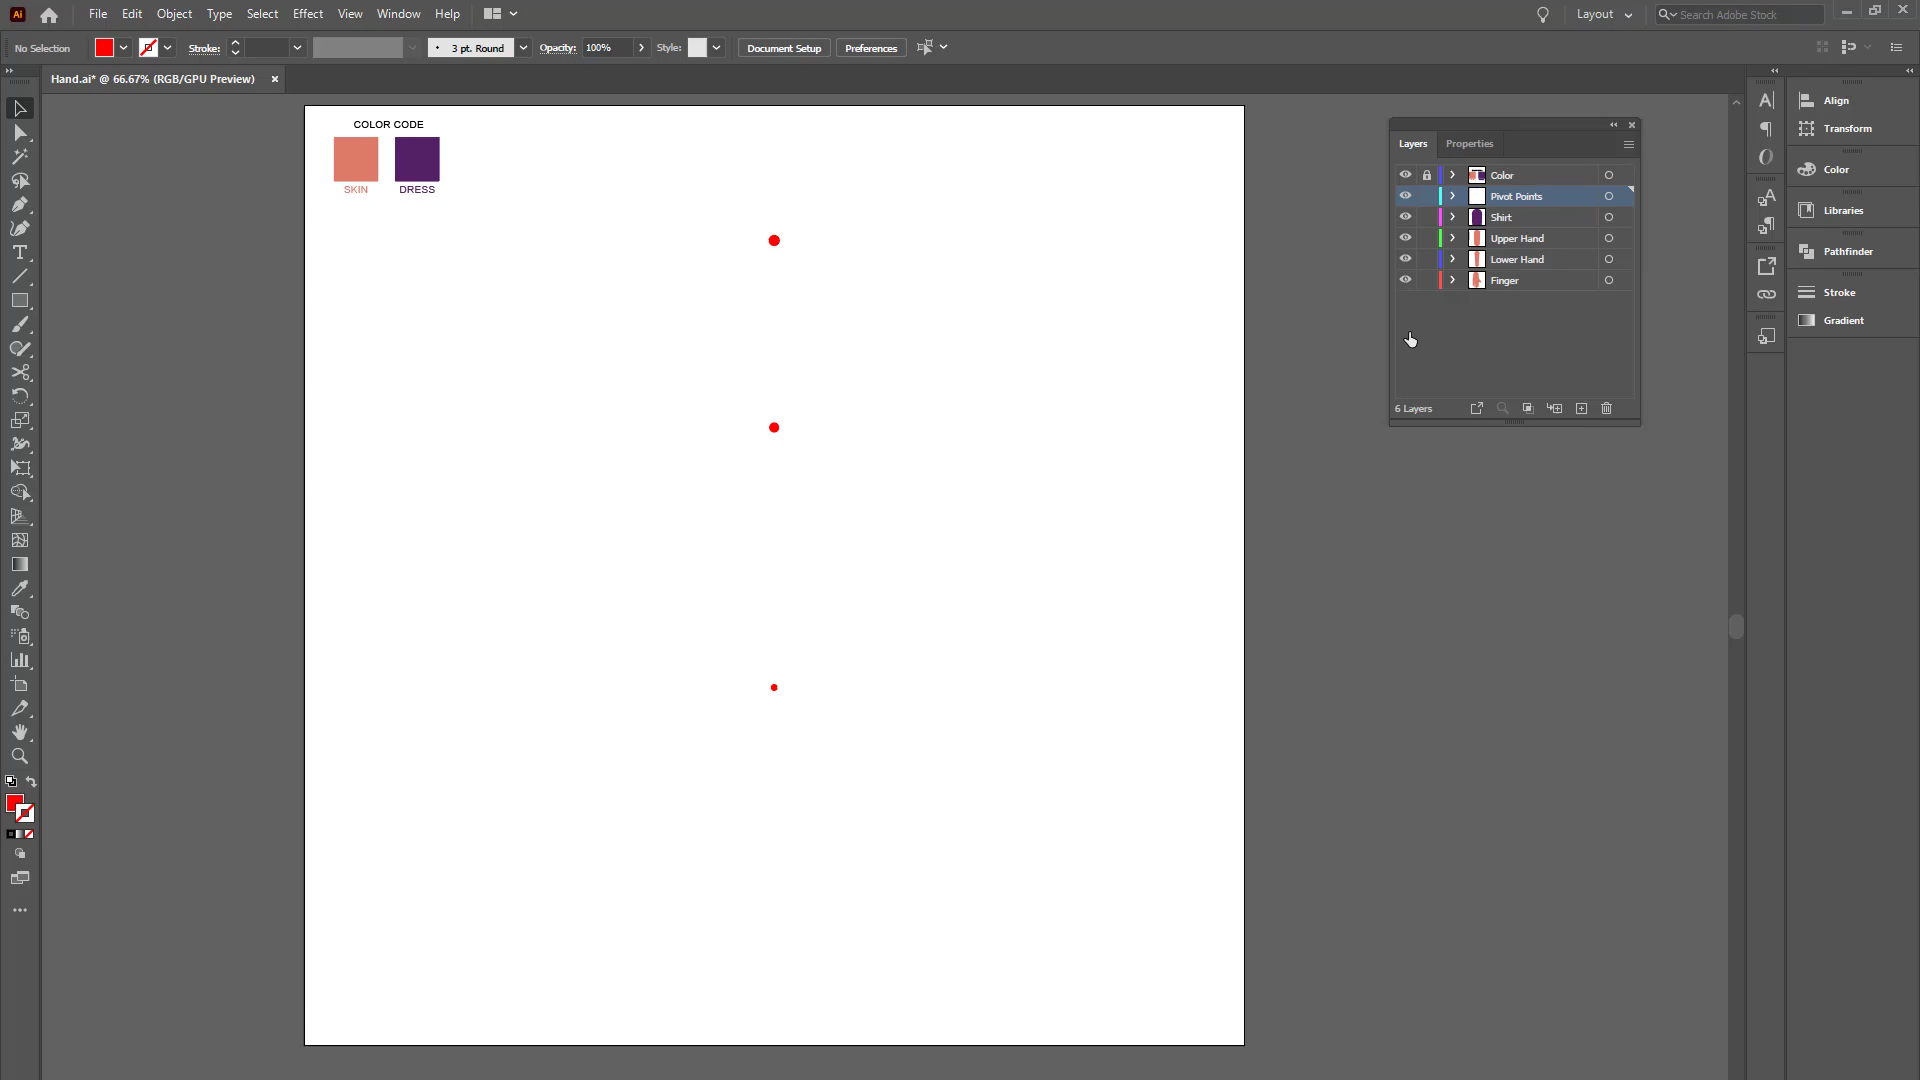 Ai File Edit Object Type Select Effect View Window Help Layout Search Adobe Stock
No Selection Stroke: 3 pt. Round Opacity: 100% Style: Document Setup Preferences
Hand.ai* @ 66.67% (RGB/GPU Preview)
COLOR CODE
SKIN DRESS
Layers Properties
Color
Pivot Points
Shirt
Upper Hand
Lower Hand
Finger
6 Layers
Align
Transform
Color
Libraries
Pathfinder
Stroke
Gradient